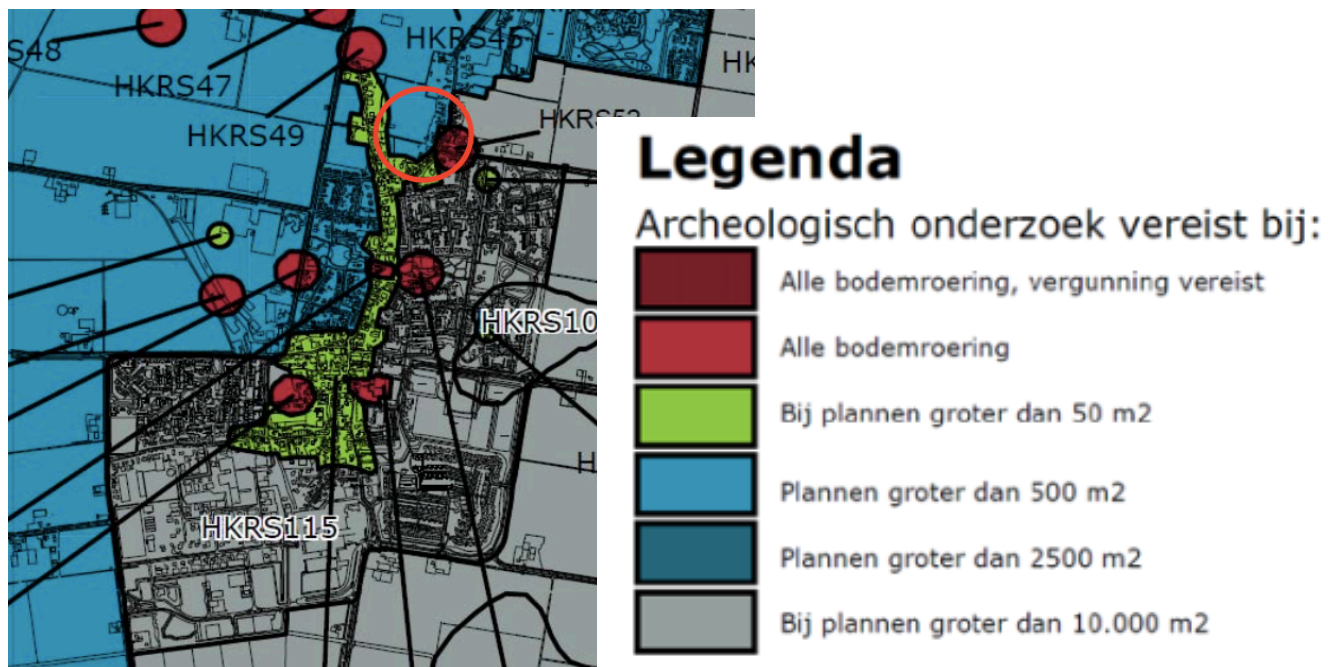 S48
HKRS45
HK
HKRS47
HKRS49
HKRS52
HKRS10
H
HKRS115
Legenda
Archeologisch onderzoek vereist bij:
Alle bodemroering, vergunning vereist
Alle bodemroering
Bij plannen groter dan 50 m2
Plannen groter dan 500 m2
Plannen groter dan 2500 m2
Bij plannen groter dan 10.000 m2